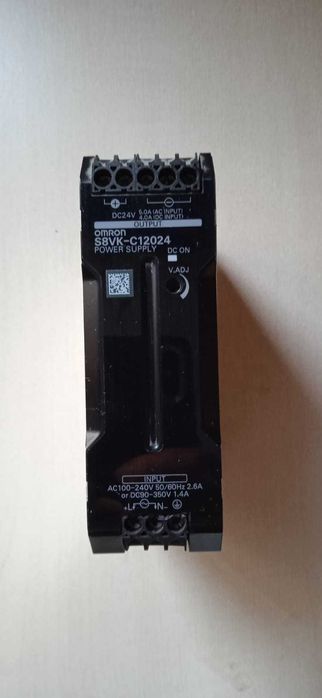 + −
DC24V 5.0A (AC INPUT)
4.0A (DC INPUT)
OUTPUT
OMRON
S8VK-C12024
POWER SUPPLY DC ON
V.ADJ
INPUT
AC100-240V 50/60Hz 2.6A
or DC90-350V 1.4A
+L N−